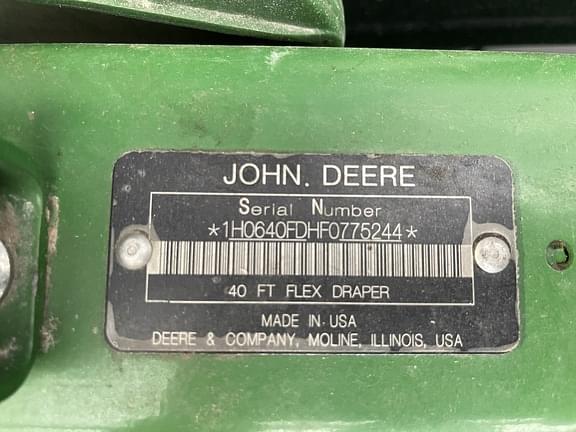 JOHN. DEERE
Serial Number
*1H0640FDHF0775244*
40 FT FLEX DRAPER
MADE IN USA
DEERE & COMPANY, MOLINE, ILLINOIS, USA